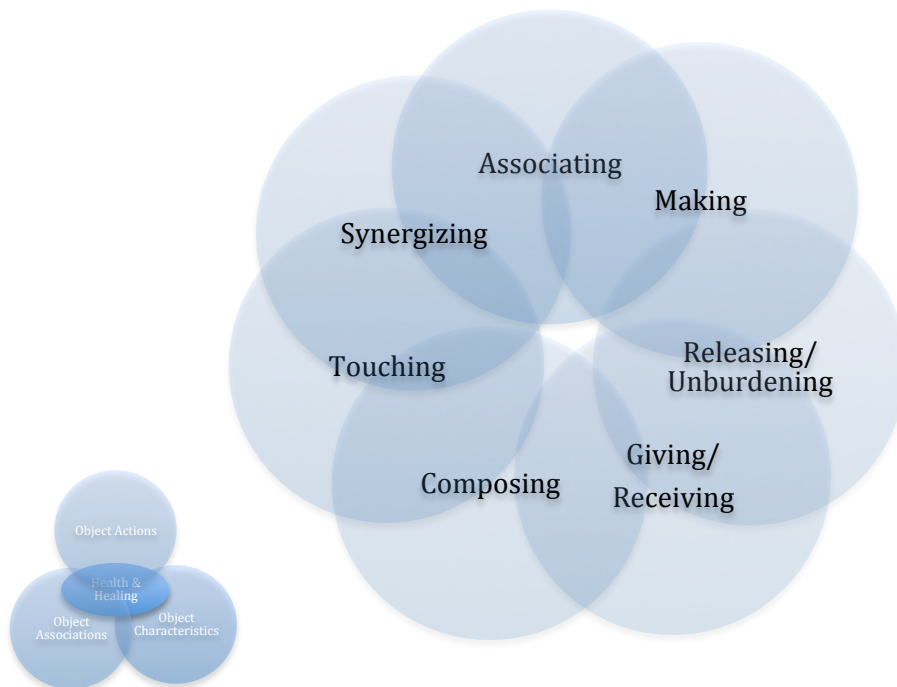 Associating
Making
Synergizing
Touching
Releasing/
Unburdening
Composing
Giving/
Receiving
Object Actions
Health &
Healing
Object
Associations
Object
Characteristics